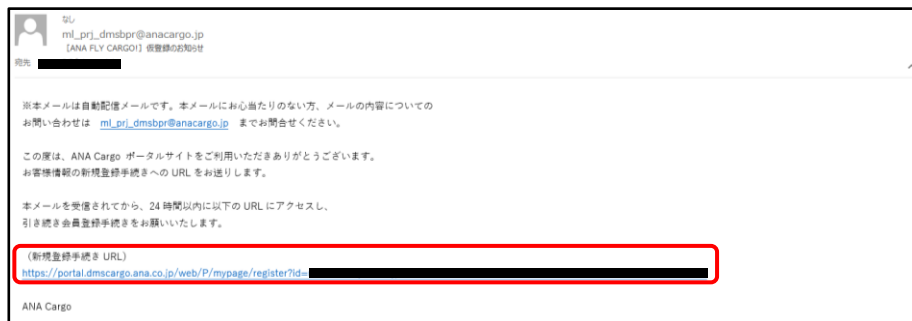 なし
ml_prj_dmsbpr@anacargo.jp
【ANA FLY CARGO!】仮登録のお知らせ
宛先
※本メールは自動配信メールです。本メールにお心当たりのない方、メールの内容についての
お問い合わせは ml_prj_dmsbpr@anacargo.jp までお問合せください。
この度は、ANA Cargo ポータルサイトをご利用いただきありがとうございます。
お客様情報の新規登録手続きへの URL をお送りします。
本メールを受信されてから、24 時間以内に以下の URL にアクセスし、
引き続き会員登録手続きをお願いいたします。
（新規登録手続き URL）
https://portal.dmscargo.ana.co.jp/web/P/mypage/register?id=
ANA Cargo